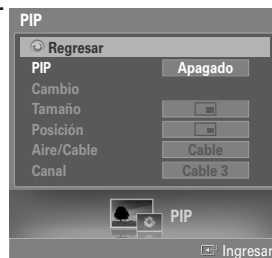 PIP
Regresar
PIP Apagado
Cambio
Tamaño
Posición
Aire/Cable Cable
Canal Cable 3
PIP
Ingresar